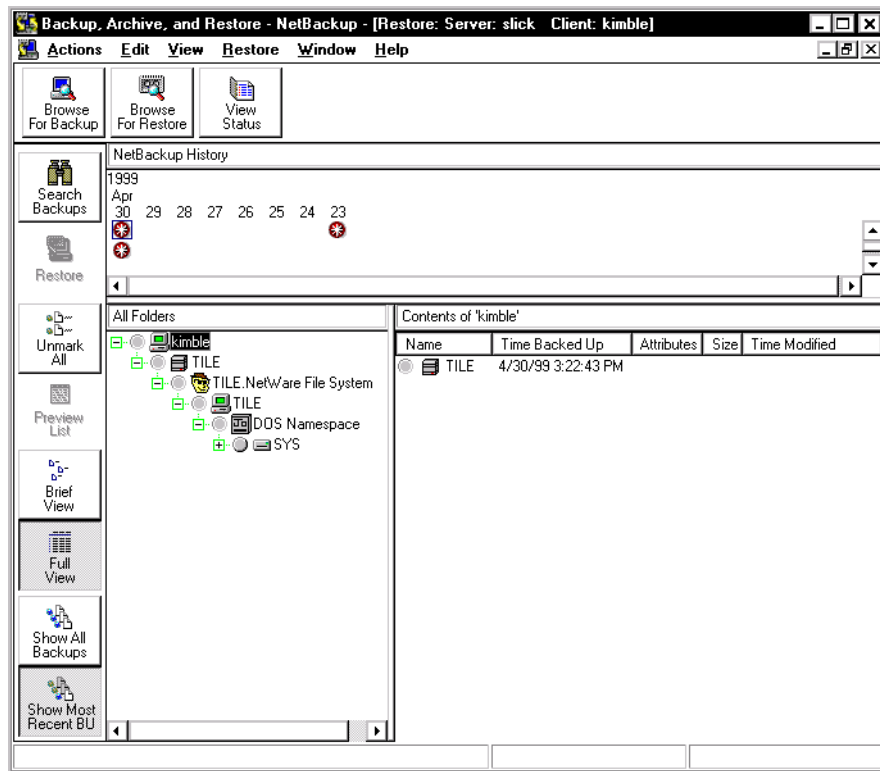 Backup, Archive, and Restore - NetBackup - [Restore: Server: slick   Client: kimble]
Actions Edit View Restore Window Help
Browse
For Backup
Browse
For Restore
View
Status
Search
Backups
Restore
Unmark
All
Preview
List
Brief
View
Full
View
Show All
Backups
Show Most
Recent BU
NetBackup History
1999
Apr
30 29 28 27 26 25 24 23
All Folders
kimble
TILE
TILE.NetWare File System
TILE
DOS Namespace
SYS
Contents of 'kimble'
Name Time Backed Up Attributes Size Time Modified
TILE 4/30/99 3:22:43 PM